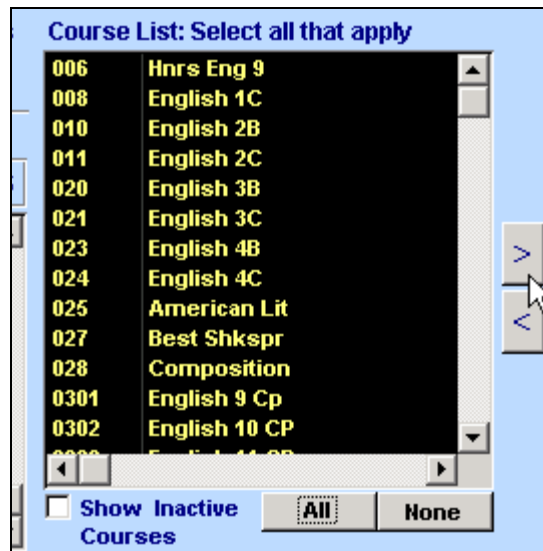 Course List: Select all that apply
006 Hnrs Eng 9
008 English 1C
010 English 2B
011 English 2C
020 English 3B
021 English 3C
023 English 4B
024 English 4C
025 American Lit
027 Best Shkspr
028 Composition
0301 English 9 Cp
0302 English 10 CP
>
<
Show Inactive
Courses
All
None